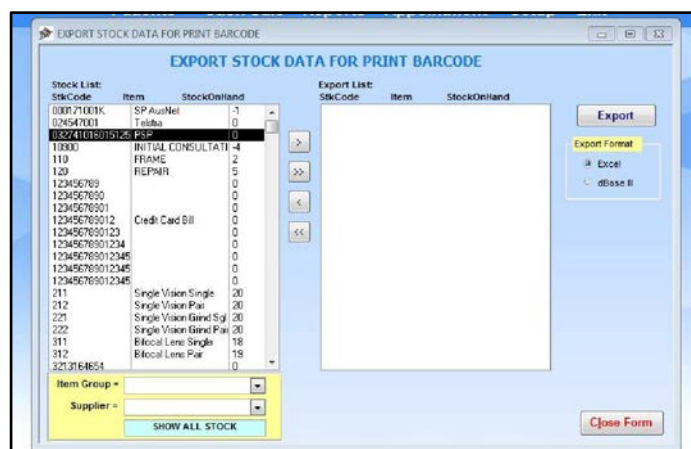 EXPORT STOCK DATA FOR PRINT BARCODE
EXPORT STOCK DATA FOR PRINT BARCODE
Stock List:
StkCode Item StockOnHand
000171001K SP AusNet -1
024547001 Telstra 0
032741016015125 PSP 0
10900 INITIAL CONSULTATI -4
110 FRAME 2
120 REPAIR 5
123456789 0
1234567890 0
12345678901 0
123456789012 Credit Card Bill 0
1234567890123 0
12345678901234 0
123456789012345 0
123456789012345 0
123456789012345 0
211 Single Vision Single 20
212 Single Vision Pair 20
221 Single Vision Grind Sgl 20
222 Single Vision Grind Pair 20
311 Bifocal Lens Single 18
312 Bifocal Lens Pair 19
3213164654 0
Item Group =
Supplier =
SHOW ALL STOCK
>
>>
<
<<
Export List:
StkCode Item StockOnHand
Export
Export Format
Excel
dBase III
Close Form